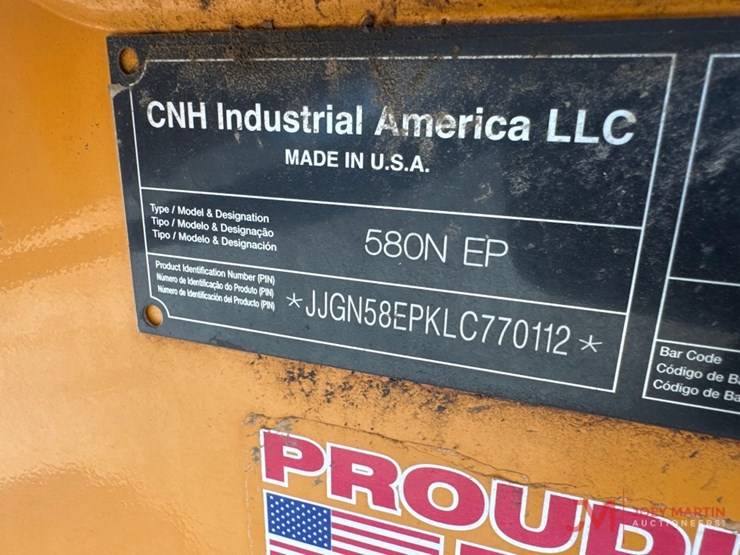 CNH Industrial America LLC
MADE IN U.S.A.
Type / Model & Designation
Tipo / Modelo & Designação
Tipo / Modelo & Designación
580N EP
Product Identification Number (PIN)
Número de Identificação do Produto (PIN)
Número de Identificación del Producto (PIN)
*JJGN58EPKLC770112*
Bar Code
Código de Ba
Código de Ba
PROUD
JM JOEY MARTIN
AUCTIONEERS